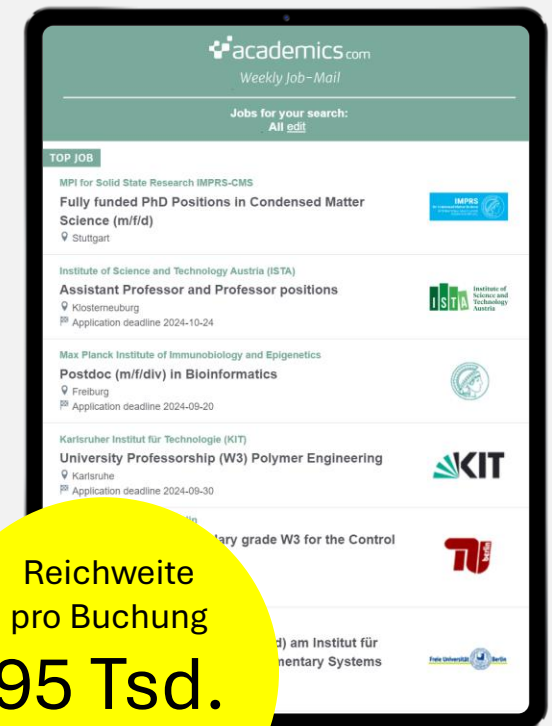 academics.com
Weekly Job-Mail
Jobs for your search:
All edit
TOP JOB
MPI for Solid State Research IMPRS-CMS
Fully funded PhD Positions in Condensed Matter
Science (m/f/d)
Stuttgart
IMPRS
Institute of Science and Technology Austria (ISTA)
Assistant Professor and Professor positions
Klosterneuburg
Application deadline 2024-10-24
ISTA
Institute of
Science and
Technology
Austria
Max Planck Institute of Immunobiology and Epigenetics
Postdoc (m/f/div) in Bioinformatics
Freiburg
Application deadline 2024-09-20
Karlsruher Institut für Technologie (KIT)
University Professorship (W3) Polymer Engineering
Karlsruhe
Application deadline 2024-09-30
KIT
grade W3 for the Control
berlin
am Institut für
Systems
Freie Universität Berlin
Reichweite
pro Buchung
95 Tsd.